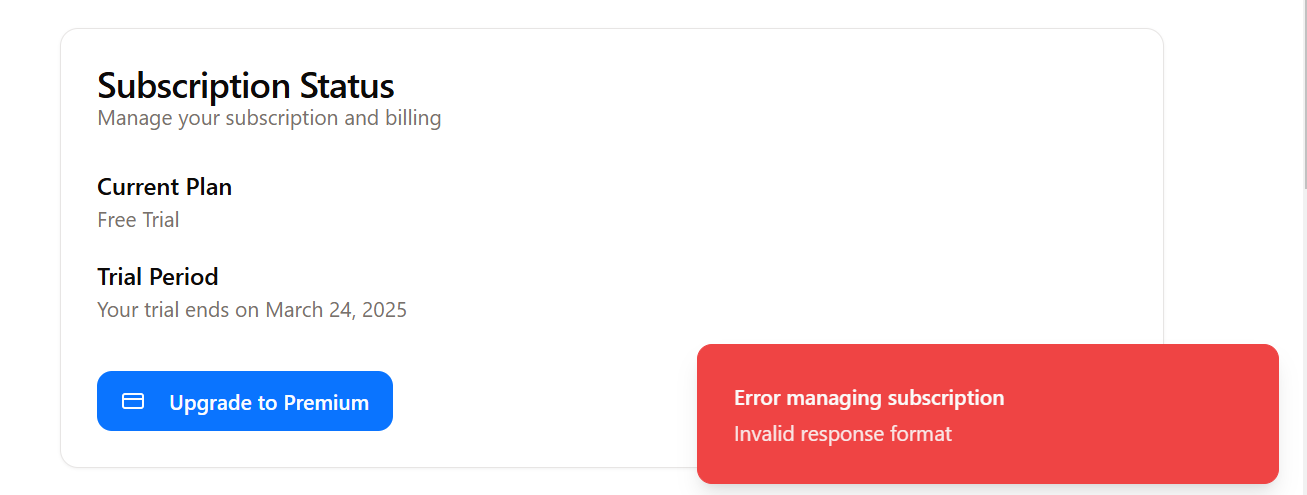 Subscription Status
Manage your subscription and billing
Current Plan
Free Trial
Trial Period
Your trial ends on March 24, 2025
Upgrade to Premium
Error managing subscription
Invalid response format